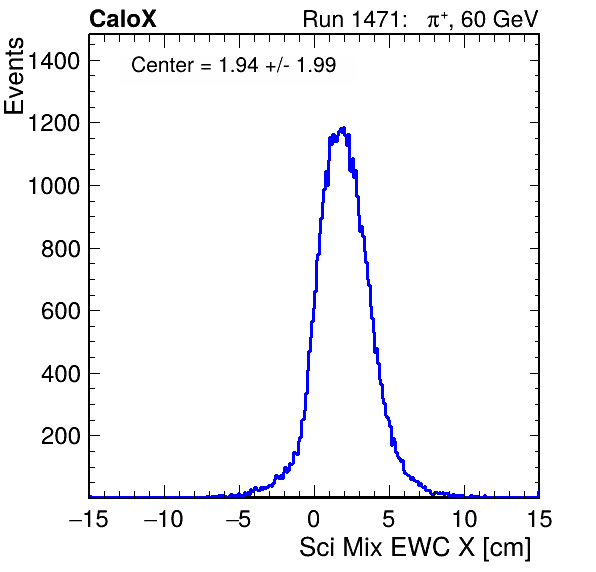 CaloX
Run 1471: π⁺, 60 GeV
Center = 1.94 +/- 1.99
Events
1400
1200
1000
800
600
400
200
−15 −10 −5 0 5 10 15
Sci Mix EWC X [cm]